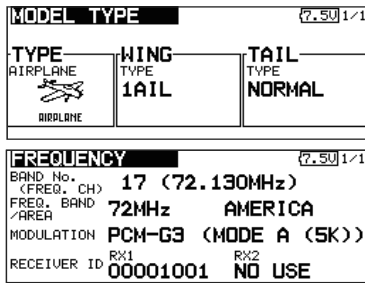 MODEL TYPE 7.5V 1/1
TYPE WING TAIL
AIRPLANE TYPE TYPE
1AIL NORMAL
AIRPLANE
FREQUENCY 7.5V 1/1
BAND No. (FREQ. CH) 17 (72.130MHz)
FREQ. BAND /AREA 72MHz AMERICA
MODULATION PCM-G3 (MODE A (5K))
RECEIVER ID RX1 00001001 RX2 NO USE